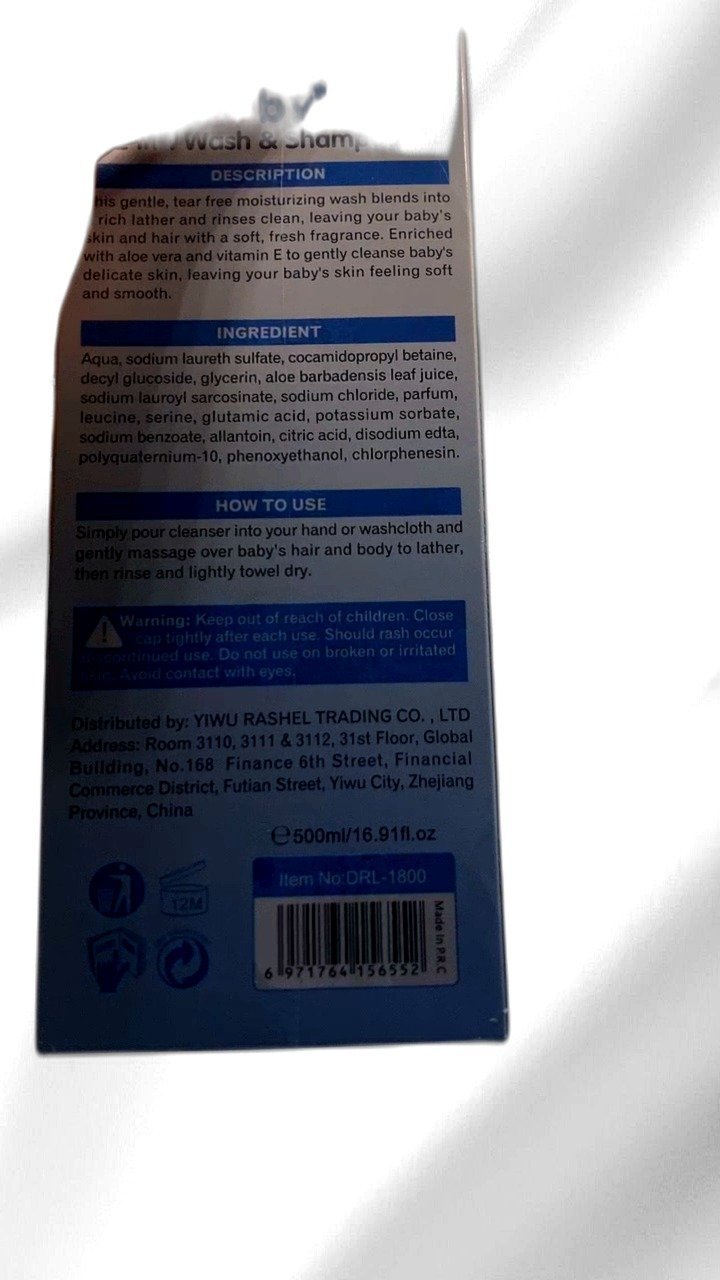 Wash &
DESCRIPTION
gentle, tear free moisturizing wash blends into
rich lather and rinses clean, leaving your baby's
skin and hair with a soft, fresh fragrance. Enriched
with aloe vera and vitamin E to gently cleanse baby's
delicate skin, leaving your baby's skin feeling soft
and smooth.
INGREDIENT
Aqua, sodium laureth sulfate, cocamidopropyl betaine,
decyl glucoside, glycerin, aloe barbadensis leaf juice,
sodium lauroyl sarcosinate, sodium chloride, parfum,
leucine, serine, glutamic acid, potassium sorbate,
sodium benzoate, allantoin, citric acid, disodium edta,
polyquaternium-10, phenoxyethanol, chlorphenesin.
HOW TO USE
Simply pour cleanser into your hand or washcloth and
gently massage over baby's hair and body to lather,
then rinse and lightly towel dry.
Warning: Keep out of reach of children. Close
cap tightly after each use. Should rash occur
use. Do not use on broken or irritated
Avoid contact with eyes.
Distributed by: YIWU RASHEL TRADING CO. , LTD
Address: Room 3110, 3111 & 3112, 31st Floor, Global
Building, No.168 Finance 6th Street, Financial
Commerce District, Futian Street, Yiwu City, Zhejiang
Province, China
℮500ml/16.91fl.oz
Item No:DRL-1800
12M
Made In P.R.C
6 971764 156552